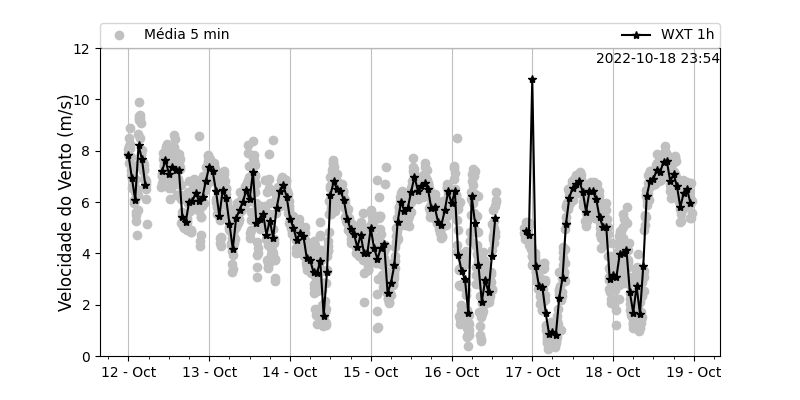 Média 5 min
WXT 1h
2022-10-18 23:54
Velocidade do Vento (m/s)
12
10
8
6
4
2
0
12 - Oct 13 - Oct 14 - Oct 15 - Oct 16 - Oct 17 - Oct 18 - Oct 19 - Oct